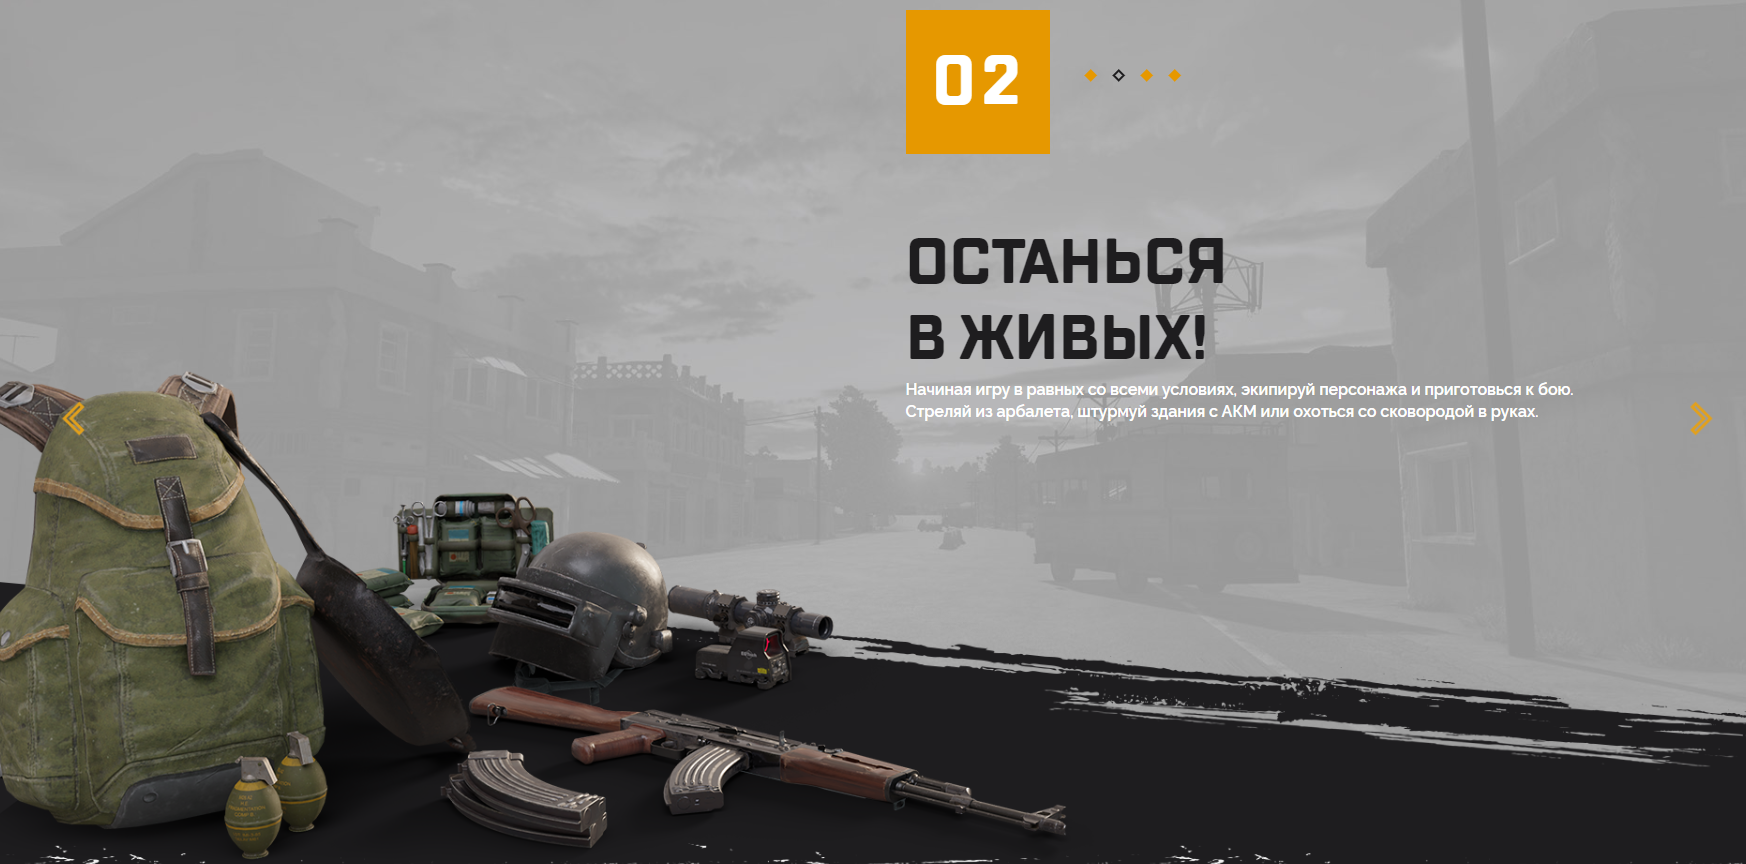 02
ОСТАНЬСЯ
В ЖИВЫХ!
Начиная игру в равных со всеми условиях, экипируй персонажа и приготовься к бою.
Стреляй из арбалета, штурмуй здания с АКМ или охоться со сковородой в руках.